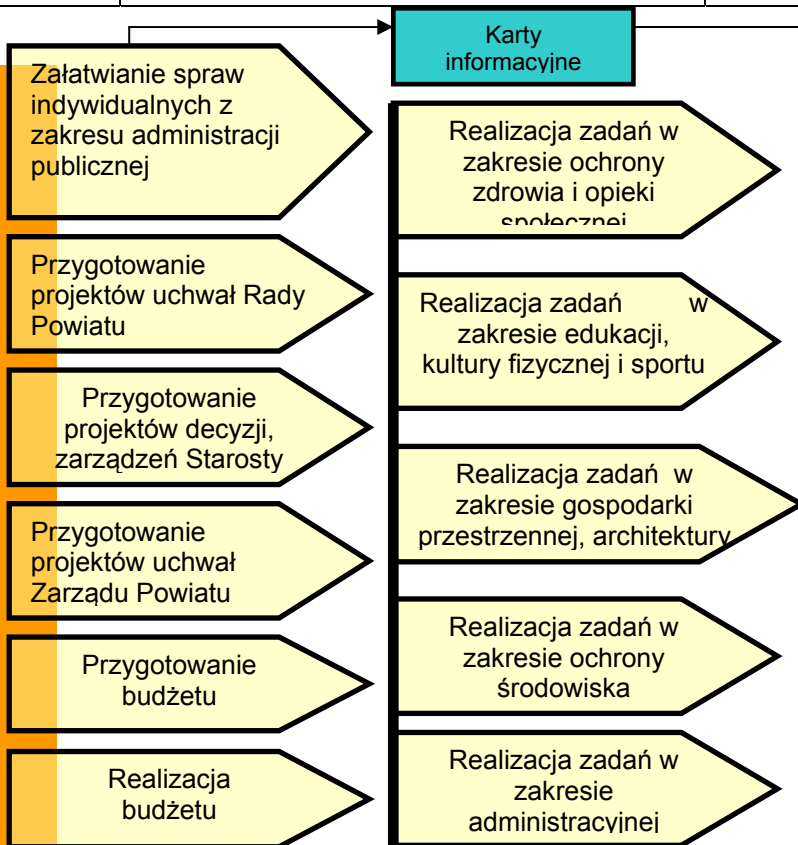 Karty
informacyjne
Załatwianie spraw
indywidualnych z
zakresu administracji
publicznej
Przygotowanie
projektów uchwał Rady
Powiatu
Przygotowanie
projektów decyzji,
zarządzeń Starosty
Przygotowanie
projektów uchwał
Zarządu Powiatu
Przygotowanie
budżetu
Realizacja
budżetu
Realizacja zadań w
zakresie ochrony
zdrowia i opieki
społecznej
Realizacja zadań w
zakresie edukacji,
kultury fizycznej i sportu
Realizacja zadań w
zakresie gospodarki
przestrzennej, architektury
Realizacja zadań w
zakresie ochrony
środowiska
Realizacja zadań w
zakresie
administracyjnej